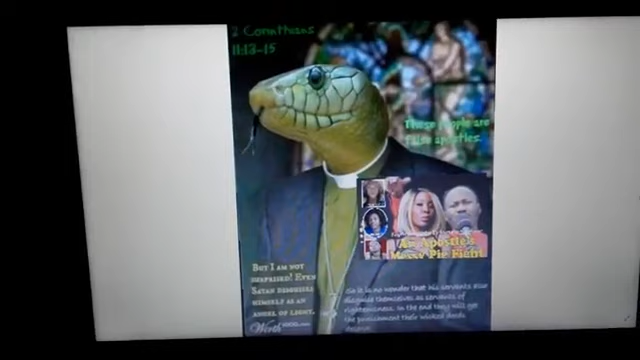 2 Corinthians
11:13-15
These people are
false apostles.
An Apostle's
Messy Pie Fight
But I am not
surprised! Even
Satan disguises
himself as an
angel of light.
So it is no wonder that his servants also
disguise themselves as servants of
righteousness. In the end they will get
the punishment their wicked deeds
deserve.